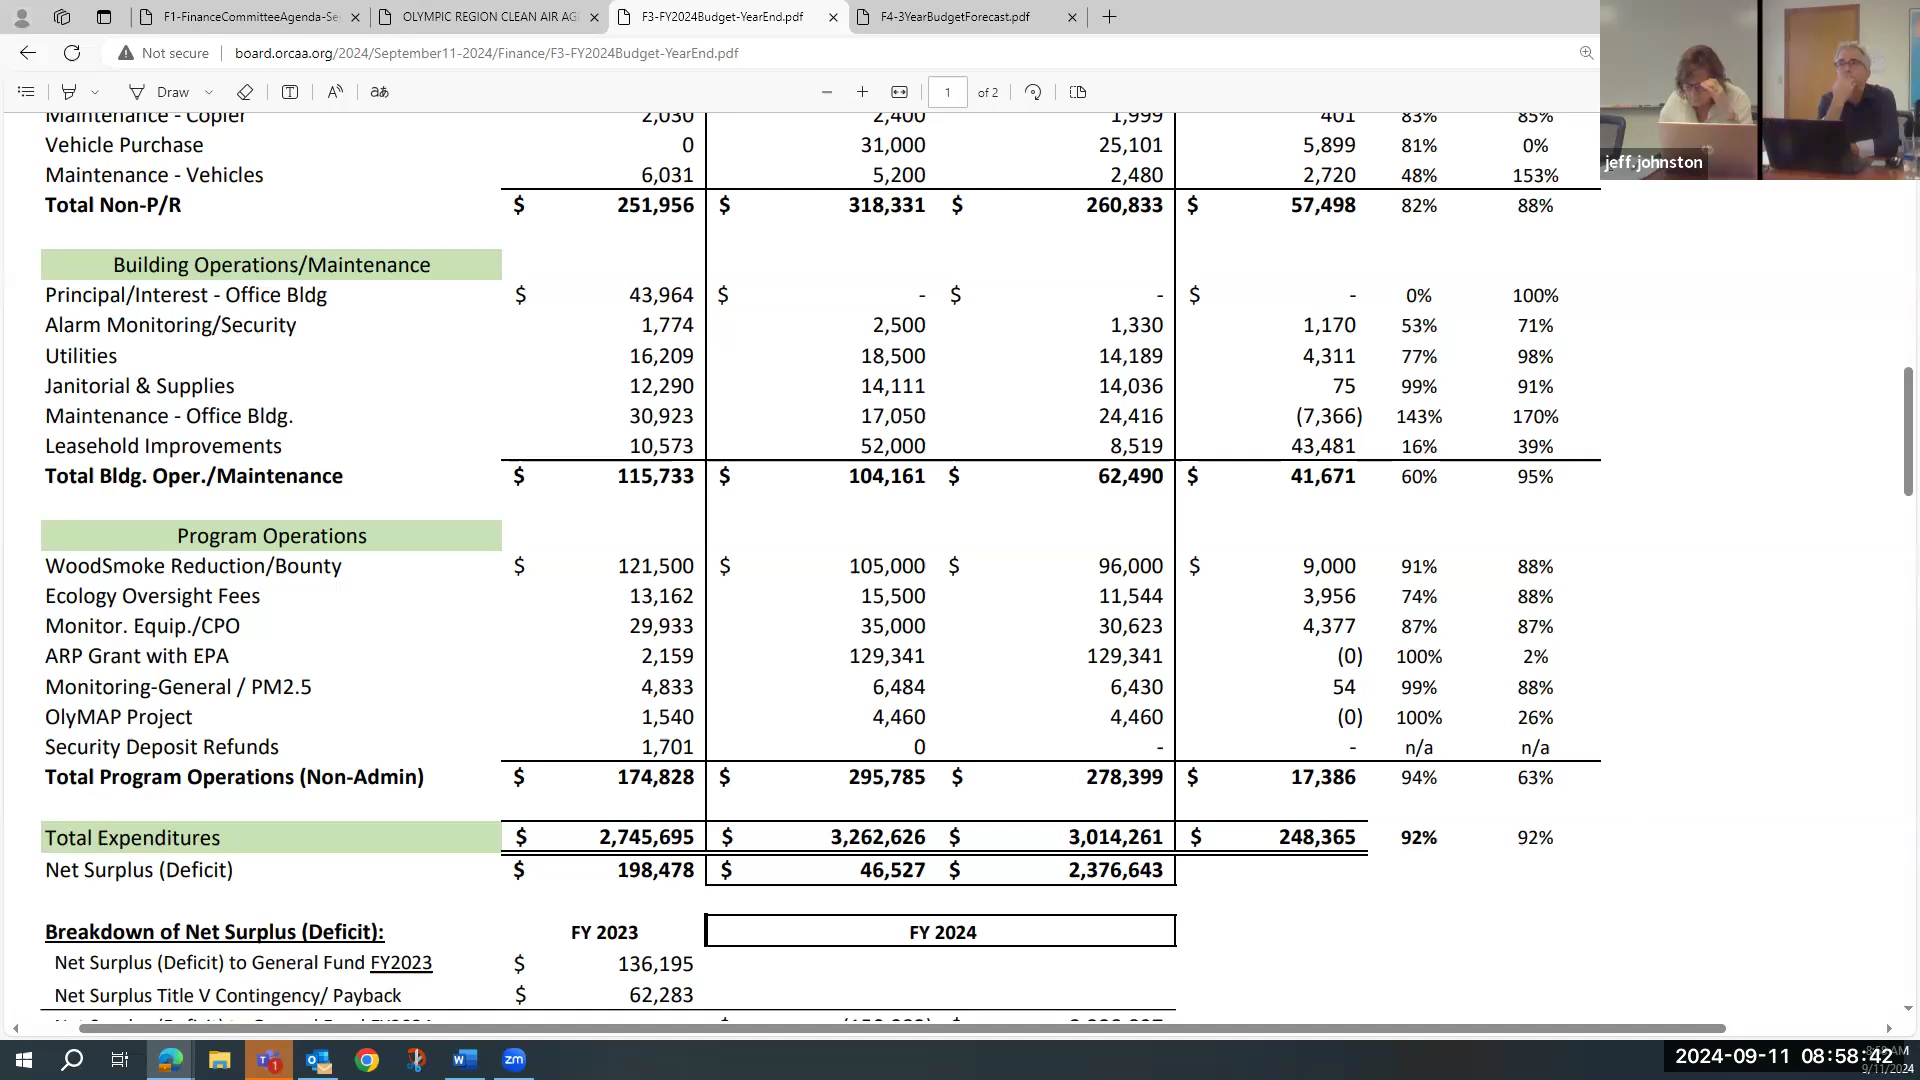 F1-FinanceCommitteeAgenda-Se
OLYMPIC REGION CLEAN AIR AGE
F3-FY2024Budget-YearEnd.pdf
F4-3YearBudgetForecast.pdf
Not secure board.orcaa.org/2024/September11-2024/Finance/F3-FY2024Budget-YearEnd.pdf
Draw 1 of 2
jeff.johnston
Maintenance - Copier 2,030 2,400 1,999 401 83% 85%
Vehicle Purchase 0 31,000 25,101 5,899 81% 0%
Maintenance - Vehicles 6,031 5,200 2,480 2,720 48% 153%
Total Non-P/R $ 251,956 $ 318,331 $ 260,833 $ 57,498 82% 88%
Building Operations/Maintenance
Principal/Interest - Office Bldg $ 43,964 $ - $ - $ - 0% 100%
Alarm Monitoring/Security 1,774 2,500 1,330 1,170 53% 71%
Utilities 16,209 18,500 14,189 4,311 77% 98%
Janitorial & Supplies 12,290 14,111 14,036 75 99% 91%
Maintenance - Office Bldg. 30,923 17,050 24,416 (7,366) 143% 170%
Leasehold Improvements 10,573 52,000 8,519 43,481 16% 39%
Total Bldg. Oper./Maintenance $ 115,733 $ 104,161 $ 62,490 $ 41,671 60% 95%
Program Operations
WoodSmoke Reduction/Bounty $ 121,500 $ 105,000 $ 96,000 $ 9,000 91% 88%
Ecology Oversight Fees 13,162 15,500 11,544 3,956 74% 88%
Monitor. Equip./CPO 29,933 35,000 30,623 4,377 87% 87%
ARP Grant with EPA 2,159 129,341 129,341 (0) 100% 2%
Monitoring-General / PM2.5 4,833 6,484 6,430 54 99% 88%
OlyMAP Project 1,540 4,460 4,460 (0) 100% 26%
Security Deposit Refunds 1,701 0 - - n/a n/a
Total Program Operations (Non-Admin) $ 174,828 $ 295,785 $ 278,399 $ 17,386 94% 63%
Total Expenditures $ 2,745,695 $ 3,262,626 $ 3,014,261 $ 248,365 92% 92%
Net Surplus (Deficit) $ 198,478 $ 46,527 $ 2,376,643
Breakdown of Net Surplus (Deficit): FY 2023 FY 2024
Net Surplus (Deficit) to General Fund FY2023 $ 136,195
Net Surplus Title V Contingency/ Payback $ 62,283
2024-09-11 08:58:42
9/11/2024